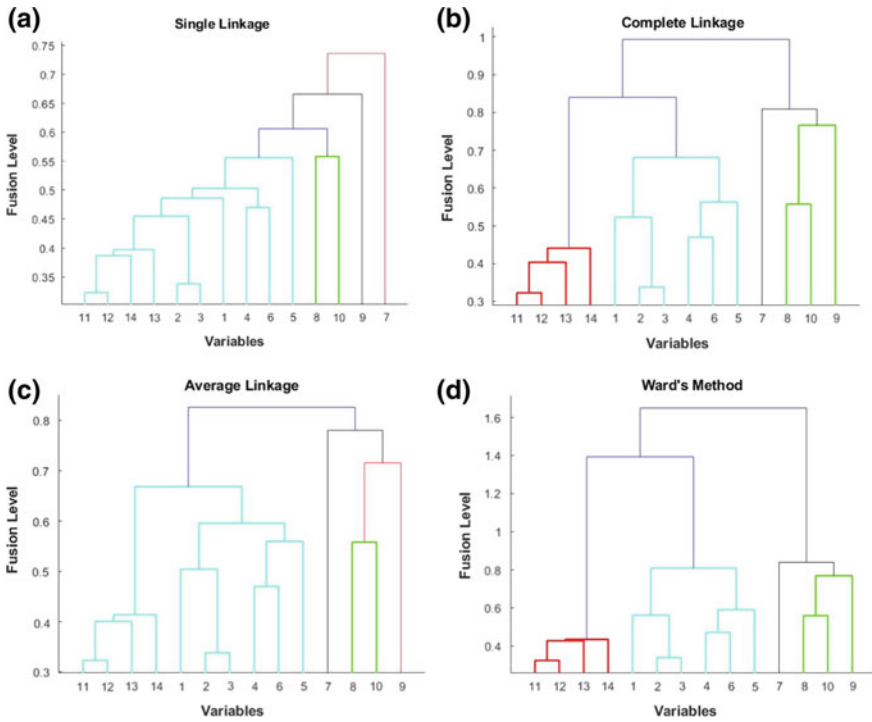 (a)
Single Linkage
Fusion Level
0.75
0.7
0.65
0.6
0.55
0.5
0.45
0.4
0.35
11 12 14 13 2 3 1 4 6 5 8 10 9 7
Variables
(b)
Complete Linkage
Fusion Level
1
0.9
0.8
0.7
0.6
0.5
0.4
0.3
11 12 13 14 1 2 3 4 6 5 7 8 10 9
Variables
(c)
Average Linkage
Fusion Level
0.8
0.7
0.6
0.5
0.4
0.3
11 12 13 14 1 2 3 4 6 5 7 8 10 9
Variables
(d)
Ward's Method
Fusion Level
1.6
1.4
1.2
1
0.8
0.6
0.4
11 12 13 14 1 2 3 4 6 5 7 8 10 9
Variables